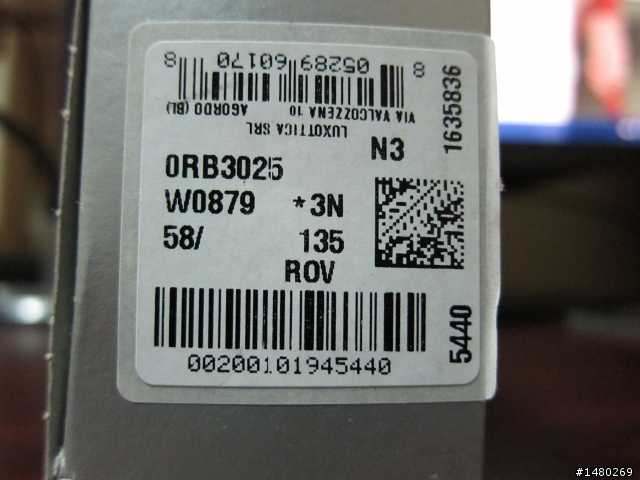 LUXOTTICA SRL
VIA VALCOZZENA 10 AGORDO (BL)
8 05289 60170 8
N3
1635836
0RB3025
W0879 *3N
58/ 135
ROV
5440
00200101945440
#1480269